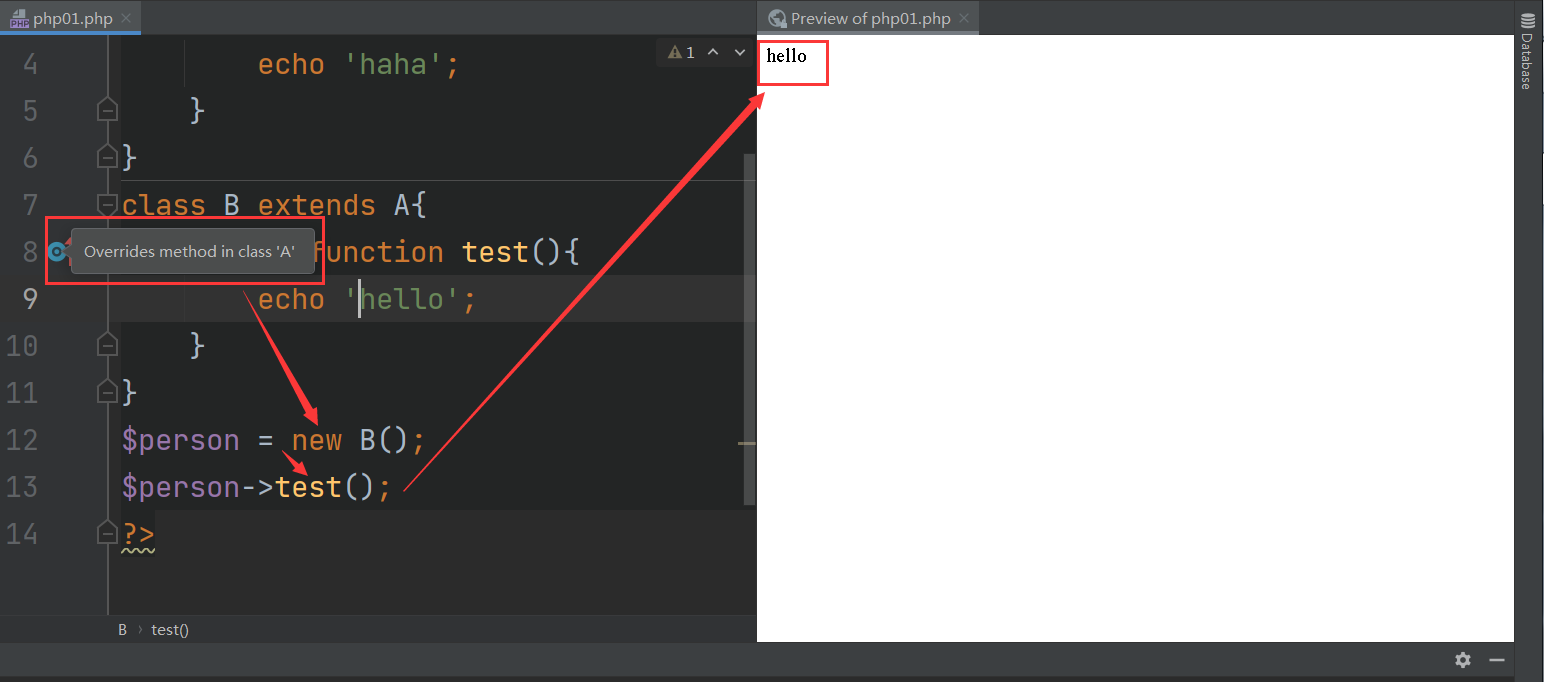 php01.php
Preview of php01.php
PHP
1
4 echo 'haha';
5 }
6 }
7 class B extends A{
8 function test(){
Overrides method in class 'A'
9 echo 'hello';
10 }
11 }
12 $person = new B();
13 $person->test();
14 ?>
B › test()
hello
Database